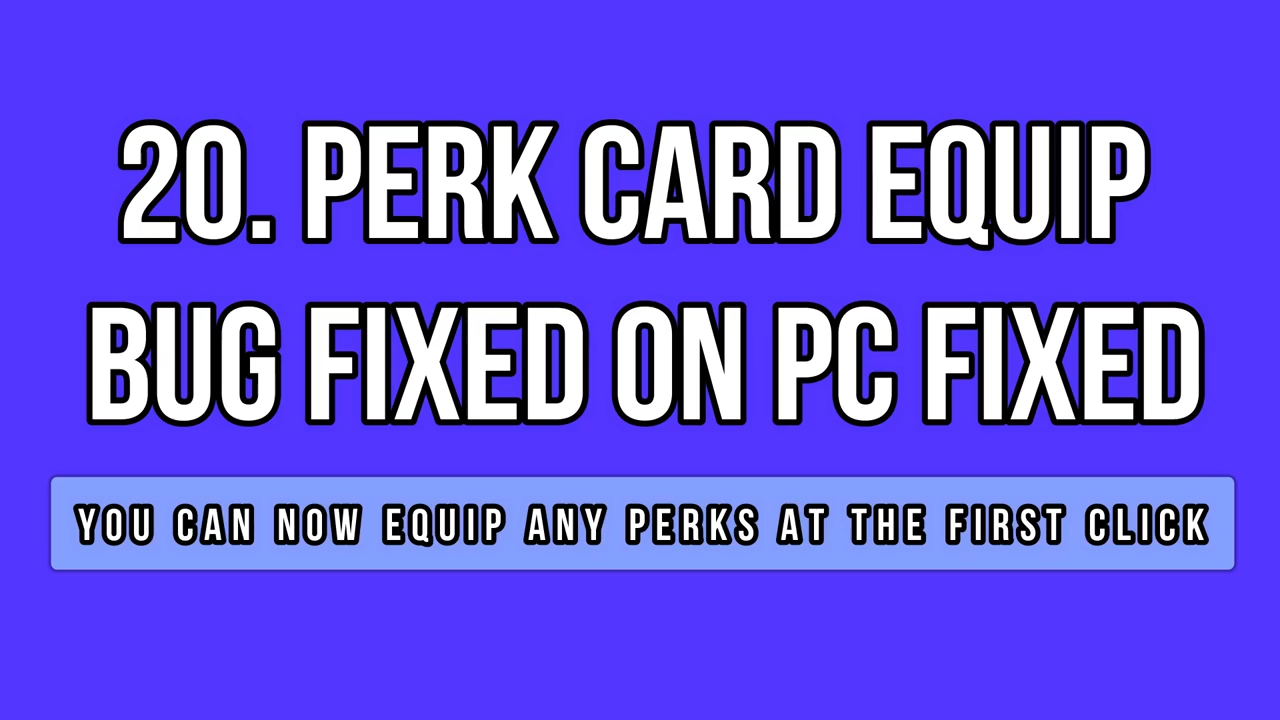 20. PERK CARD EQUIP
BUG FIXED ON PC FIXED
YOU CAN NOW EQUIP ANY PERKS AT THE FIRST CLICK